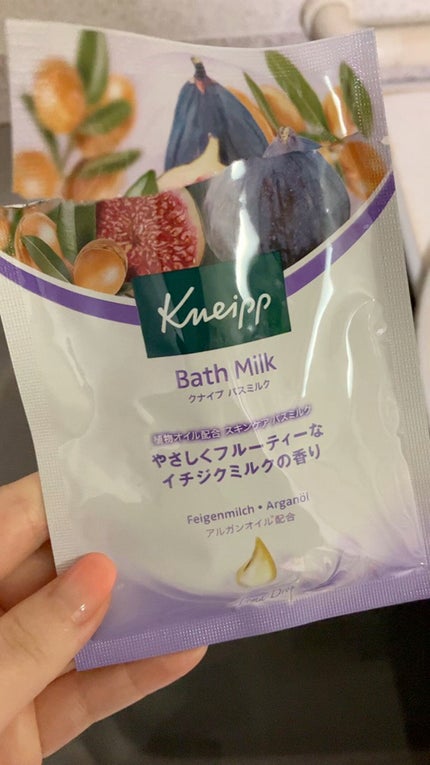 Kneipp
Bath Milk
クナイプ バスミルク
植物オイル配合 スキンケアバスミルク
やさしくフルーティーな
イチジクミルクの香り
Feigenmilch • Arganöl
アルガンオイル配合